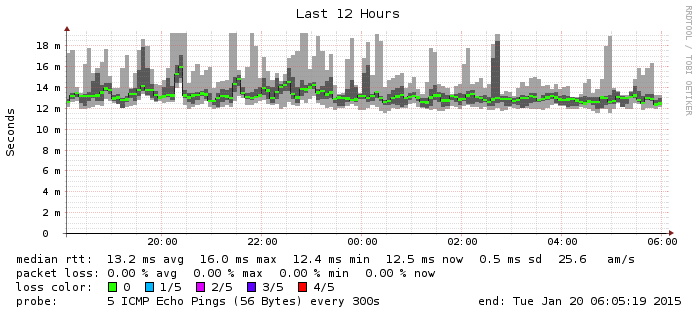 Last 12 Hours
RRDTOOL / TOBI OETIKER
Seconds
18 m
16 m
14 m
12 m
10 m
8 m
6 m
4 m
2 m
0
20:00 22:00 00:00 02:00 04:00 06:00
median rtt: 13.2 ms avg 16.0 ms max 12.4 ms min 12.5 ms now 0.5 ms sd 25.6 am/s
packet loss: 0.00 % avg 0.00 % max 0.00 % min 0.00 % now
loss color: 0 1/5 2/5 3/5 4/5
probe: 5 ICMP Echo Pings (56 Bytes) every 300s end: Tue Jan 20 06:05:19 2015